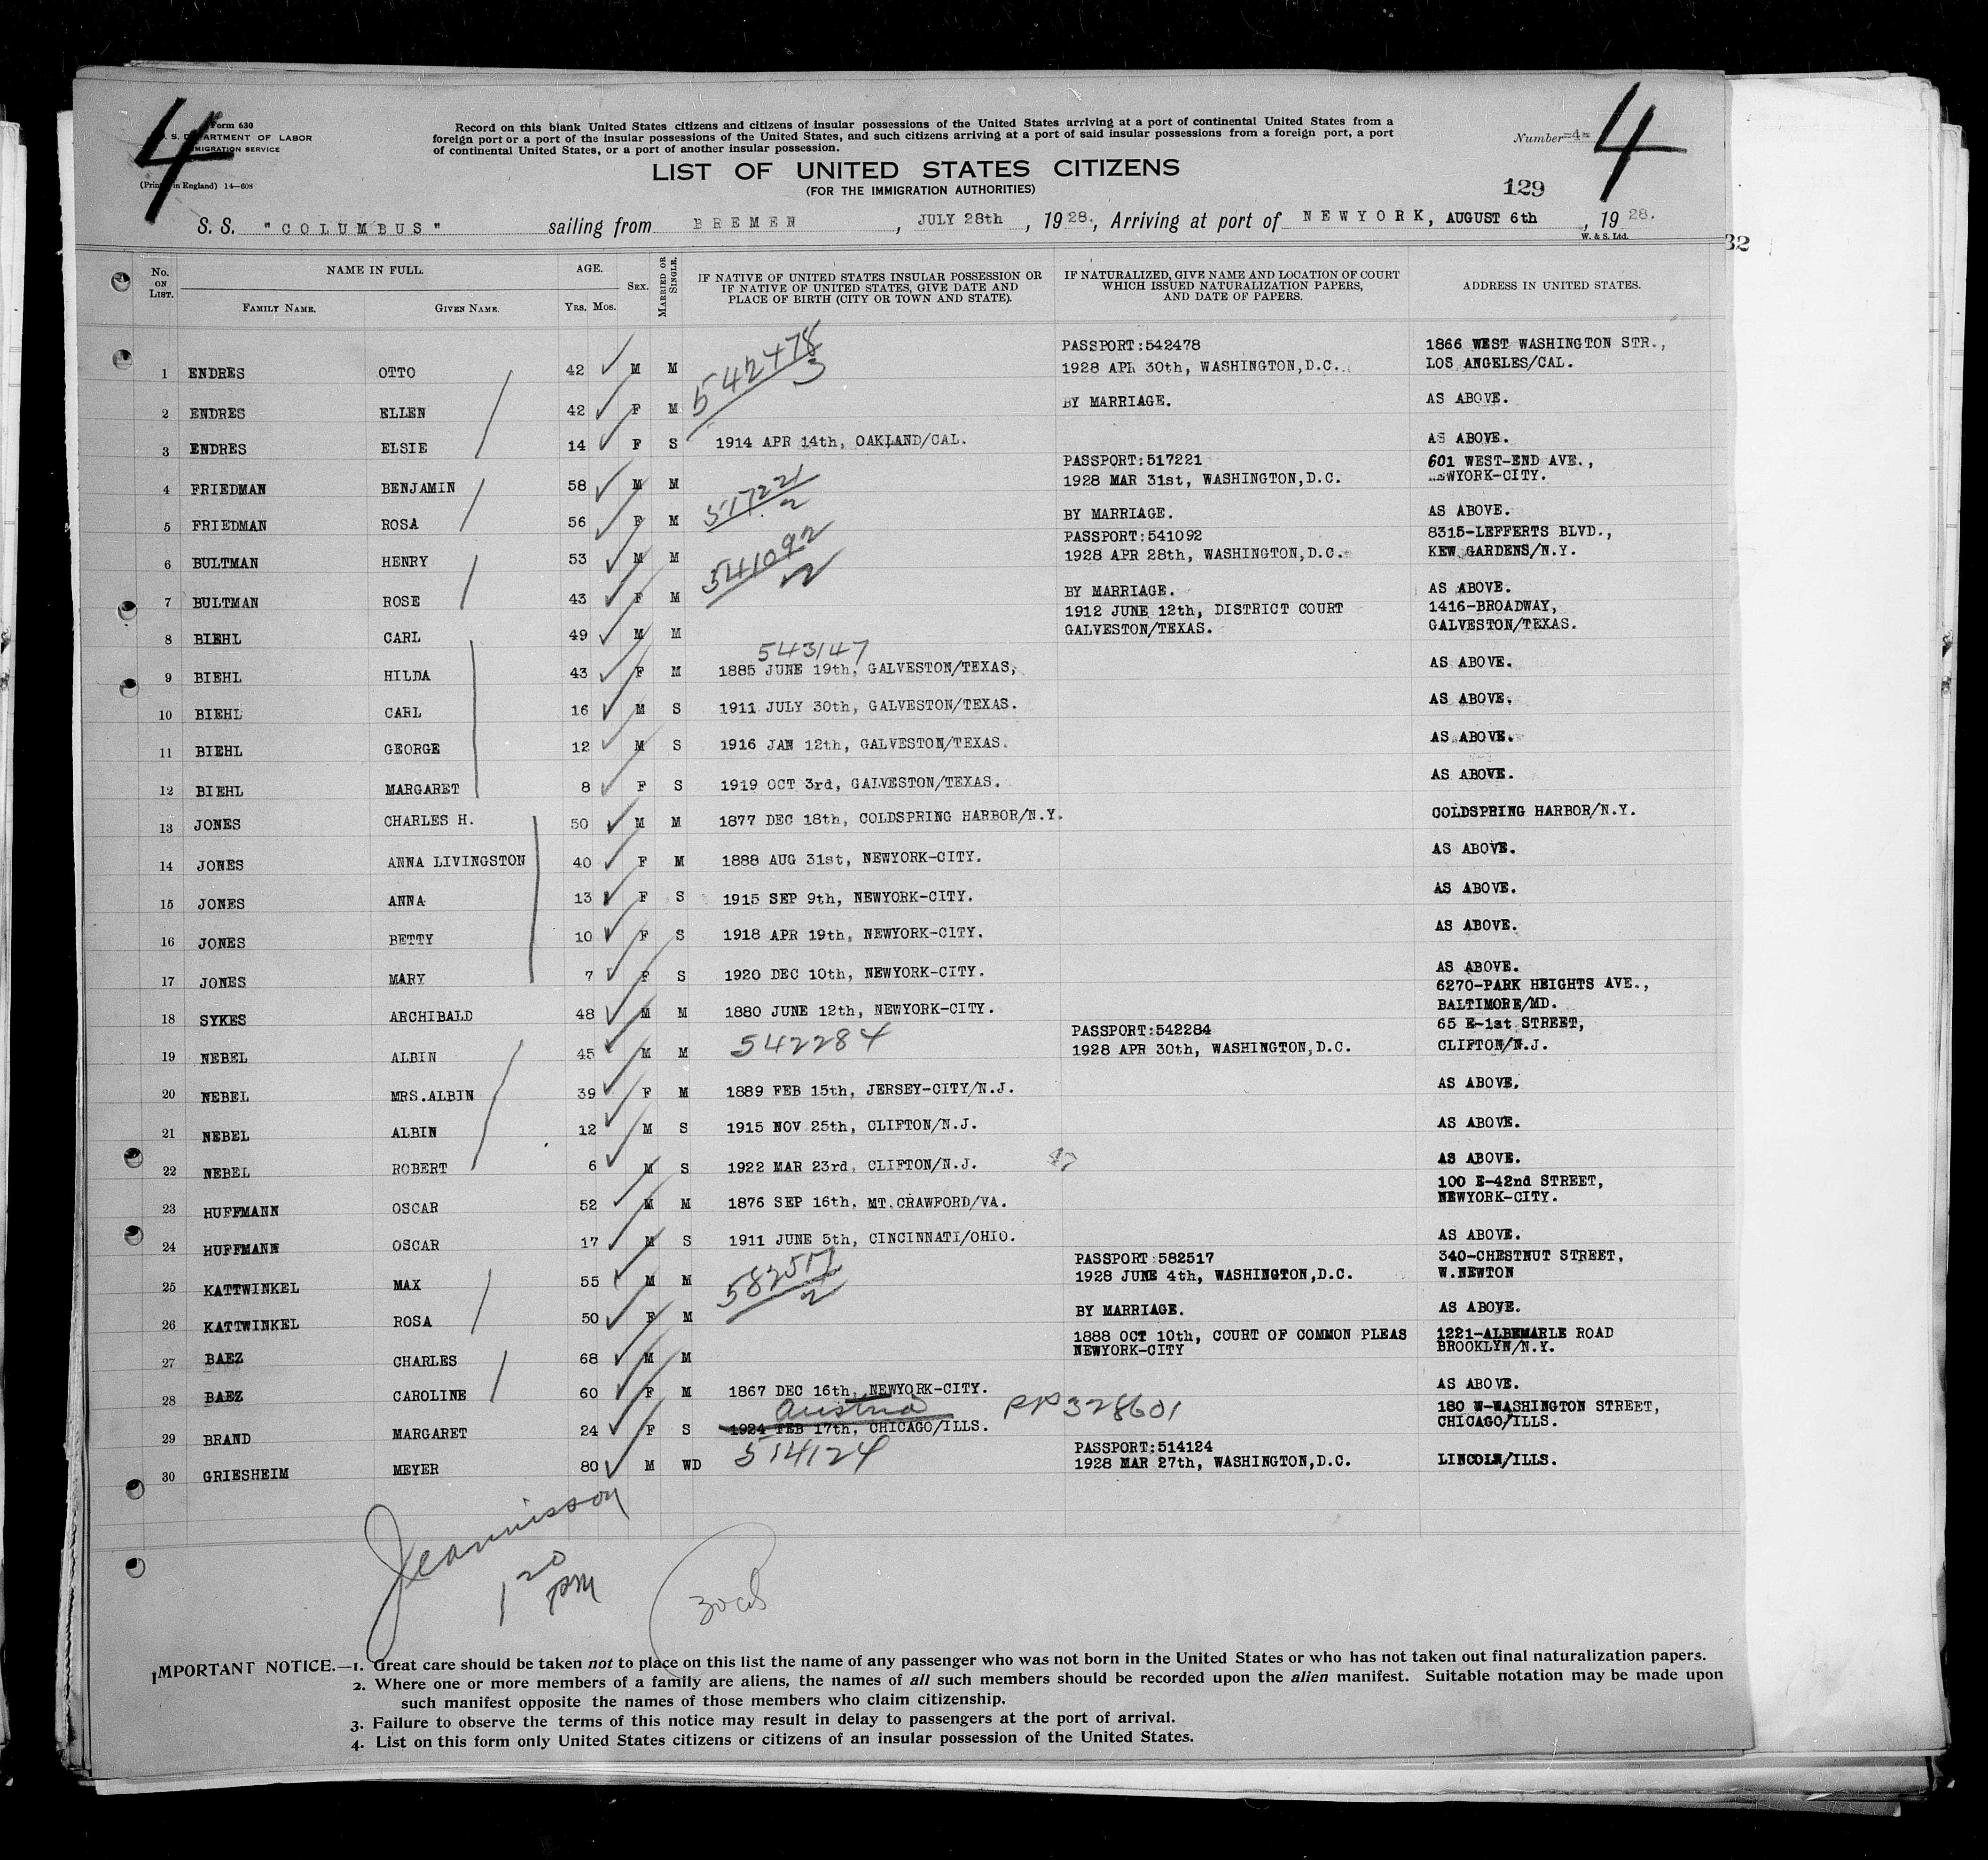 4
Form 630
S. DEPARTMENT OF LABOR
IMMIGRATION SERVICE
(Printed in England) 14—608
Record on this blank United States citizens and citizens of insular possessions of the United States arriving at a port of continental United States from a
foreign port or a port of the insular possessions of the United States, and such citizens arriving at a port of said insular possessions from a foreign port, a port
of continental United States, or a port of another insular possession.
Number =4= 4
LIST OF UNITED STATES CITIZENS
(FOR THE IMMIGRATION AUTHORITIES)
129
S. S. "COLUMBUS" sailing from BREMEN, JULY 28th, 1928., Arriving at port of NEWYORK, AUGUST 6th, 1928.
W. & S. Ltd.
32
No. ON LIST. NAME IN FULL. FAMILY NAME. GIVEN NAME. AGE. YRS. MOS. SEX. MARRIED OR SINGLE. IF NATIVE OF UNITED STATES INSULAR POSSESSION OR IF NATIVE OF UNITED STATES, GIVE DATE AND PLACE OF BIRTH (CITY OR TOWN AND STATE). IF NATURALIZED, GIVE NAME AND LOCATION OF COURT WHICH ISSUED NATURALIZATION PAPERS, AND DATE OF PAPERS. ADDRESS IN UNITED STATES.
542478/3 PASSPORT:542478 1866 WEST WASHINGTON STR.,
1 ENDRES OTTO 42 M M 1928 APR 30th, WASHINGTON,D.C. LOS ANGELES/CAL.
2 ENDRES ELLEN 42 F M BY MARRIAGE. AS ABOVE.
3 ENDRES ELSIE 14 F S 1914 APR 14th, OAKLAND/CAL. AS ABOVE.
517221/2 PASSPORT:517221 601 WEST-END AVE.,
4 FRIEDMAN BENJAMIN 58 M M 1928 MAR 31st, WASHINGTON,D.C. NEWYORK-CITY.
5 FRIEDMAN ROSA 56 F M BY MARRIAGE. AS ABOVE.
541092/2 PASSPORT:541092 8315-LEFFERTS BLVD.,
6 BULTMAN HENRY 53 M M 1928 APR 28th, WASHINGTON,D.C. KEW GARDENS/N.Y.
7 BULTMAN ROSE 43 F M BY MARRIAGE. AS ABOVE.
1912 JUNE 12th, DISTRICT COURT 1416-BROADWAY,
8 BIEHL CARL 49 M M GALVESTON/TEXAS. GALVESTON/TEXAS.
543147
9 BIEHL HILDA 43 F M 1885 JUNE 19th, GALVESTON/TEXAS, AS ABOVE.
10 BIEHL CARL 16 M S 1911 JULY 30th, GALVESTON/TEXAS. AS ABOVE.
11 BIEHL GEORGE 12 M S 1916 JAN 12th, GALVESTON/TEXAS. AS ABOVE.
12 BIEHL MARGARET 8 F S 1919 OCT 3rd, GALVESTON/TEXAS. AS ABOVE.
13 JONES CHARLES H. 50 M M 1877 DEC 18th, COLDSPRING HARBOR/N.Y. COLDSPRING HARBOR/N.Y.
14 JONES ANNA LIVINGSTON 40 F M 1888 AUG 31st, NEWYORK-CITY. AS ABOVE.
15 JONES ANNA 13 F S 1915 SEP 9th, NEWYORK-CITY. AS ABOVE.
16 JONES BETTY 10 F S 1918 APR 19th, NEWYORK-CITY. AS ABOVE.
17 JONES MARY 7 F S 1920 DEC 10th, NEWYORK-CITY. AS ABOVE.
6270-PARK HEIGHTS AVE.,
18 SYKES ARCHIBALD 48 M M 1880 JUNE 12th, NEWYORK-CITY. BALTIMORE/MD.
542284 PASSPORT:542284 65 E-1st STREET,
19 NEBEL ALBIN 45 M M 1928 APR 30th, WASHINGTON,D.C. CLIFTON/N.J.
20 NEBEL MRS.ALBIN 39 F M 1889 FEB 15th, JERSEY-CITY/N.J. AS ABOVE.
21 NEBEL ALBIN 12 M S 1915 NOV 25th, CLIFTON/N.J. AS ABOVE.
22 NEBEL ROBERT 6 M S 1922 MAR 23rd, CLIFTON/N.J. AS ABOVE.
100 E-42nd STREET,
23 HUFFMANN OSCAR 52 M M 1876 SEP 16th, MT.CRAWFORD/VA. NEWYORK-CITY.
24 HUFFMANN OSCAR 17 M S 1911 JUNE 5th, CINCINNATI/OHIO. AS ABOVE.
582517/2 PASSPORT:582517 340-CHESTNUT STREET,
25 KATTWINKEL MAX 55 M M 1928 JUNE 4th, WASHINGTON,D.C. W.NEWTON
26 KATTWINKEL ROSA 50 F M BY MARRIAGE. AS ABOVE.
1888 OCT 10th, COURT OF COMMON PLEAS 1221-ALBEMARLE ROAD
27 BAEZ CHARLES 68 M M NEWYORK-CITY BROOKLYN/N.Y.
28 BAEZ CAROLINE 60 F M 1867 DEC 16th, NEWYORK-CITY. AS ABOVE.
Austria PP328601 180 W-WASHINGTON STREET,
29 BRAND MARGARET 24 F S 1924 FEB 17th, CHICAGO/ILLS. CHICAGO/ILLS.
514124 PASSPORT:514124
30 GRIESHEIM MEYER 80 M WD 1928 MAR 27th, WASHINGTON,D.C. LINCOLN/ILLS.
Jeannisson
1 20 PM
IMPORTANT NOTICE.—1. Great care should be taken not to place on this list the name of any passenger who was not born in the United States or who has not taken out final naturalization papers.
2. Where one or more members of a family are aliens, the names of all such members should be recorded upon the alien manifest. Suitable notation may be made upon
such manifest opposite the names of those members who claim citizenship.
3. Failure to observe the terms of this notice may result in delay to passengers at the port of arrival.
4. List on this form only United States citizens or citizens of an insular possession of the United States.